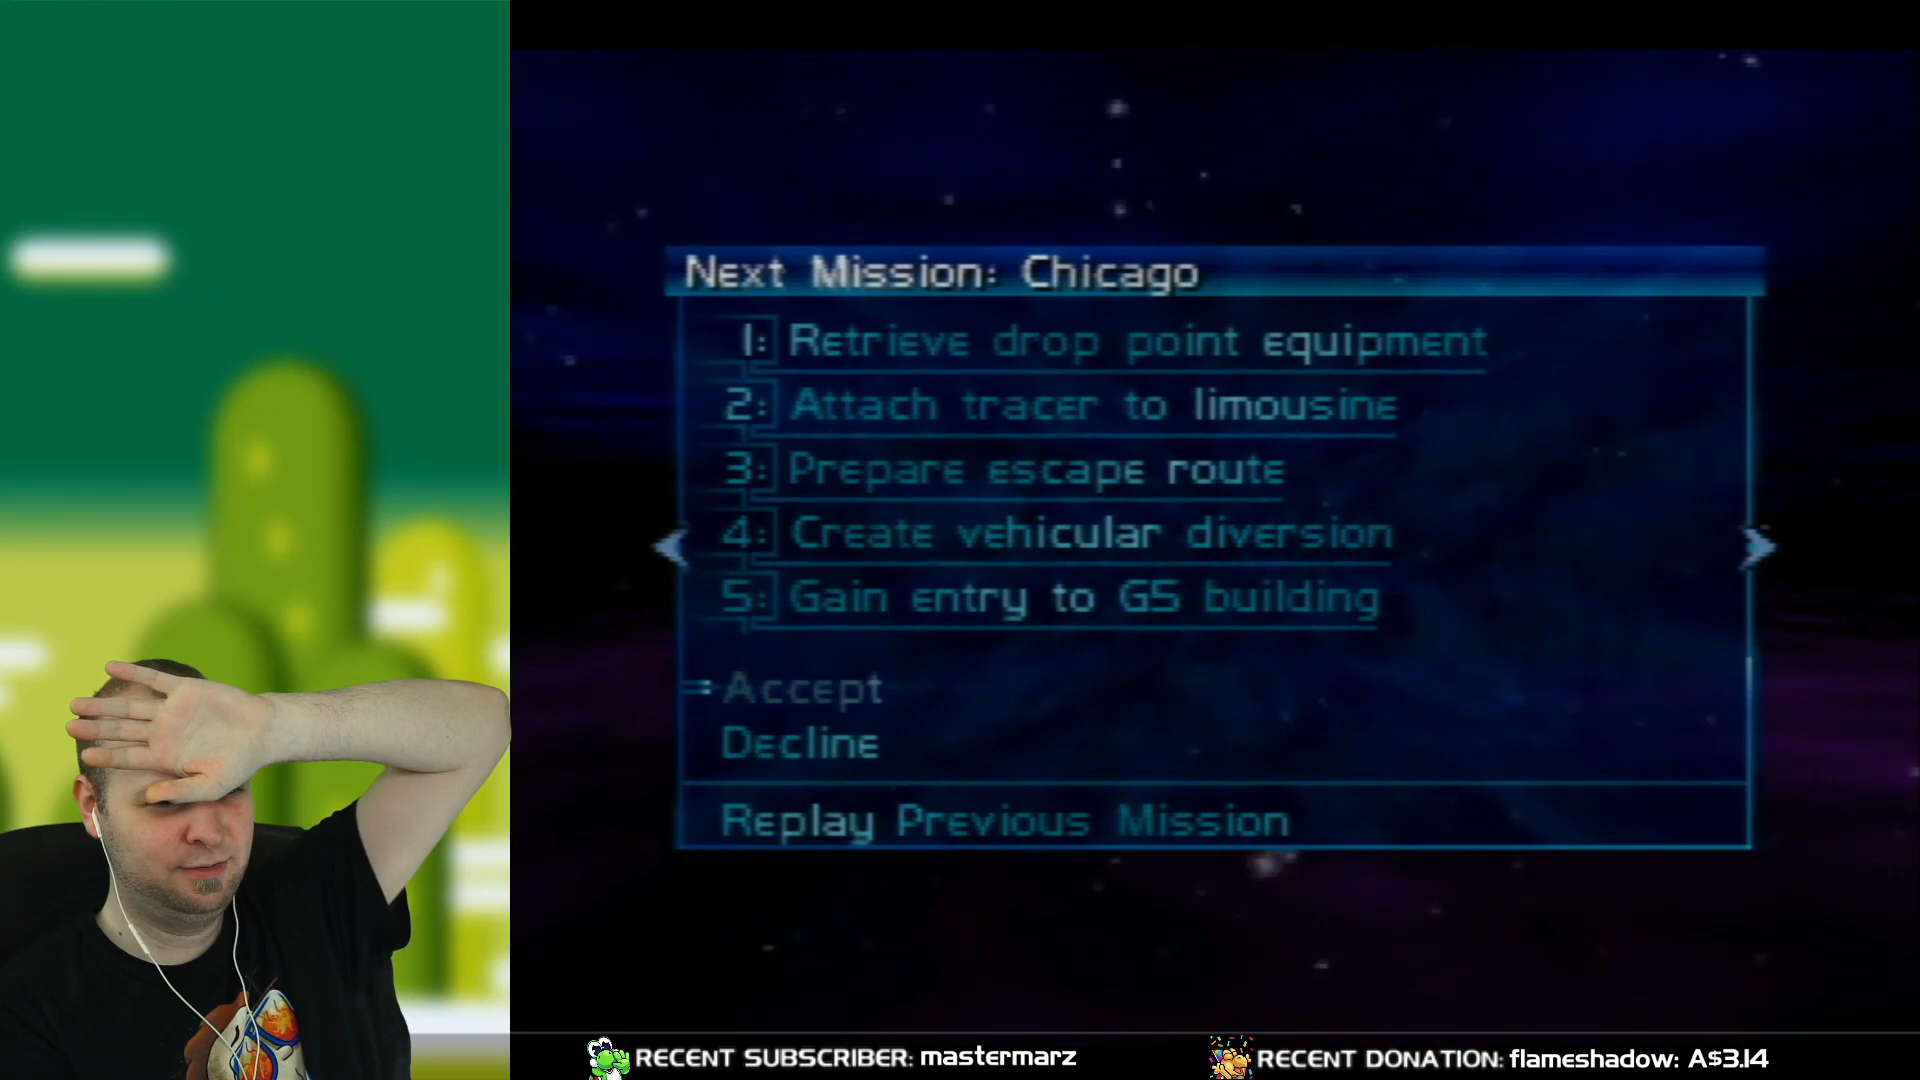 Next Mission: Chicago
1: Retrieve drop point equipment
2: Attach tracer to limousine
3: Prepare escape route
4: Create vehicular diversion
5: Gain entry to G5 building
Accept
Decline
Replay Previous Mission
RECENT SUBSCRIBER: mastermarz
RECENT DONATION: flameshadow: A$3.14